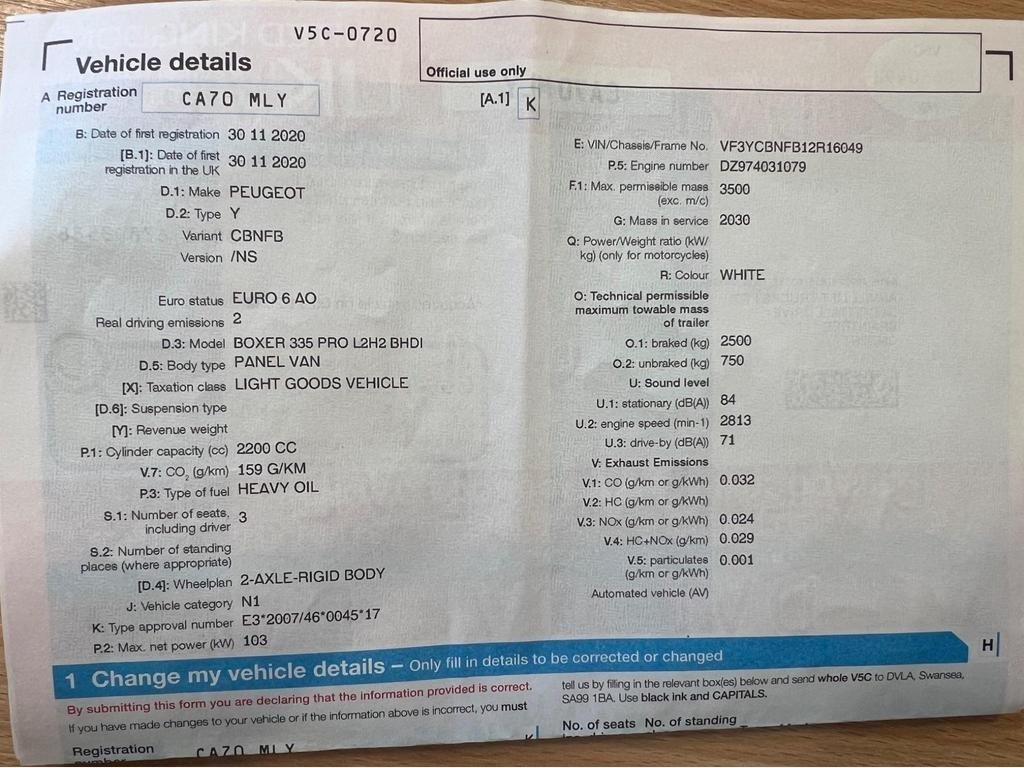 V5C-0720
Vehicle details
Official use only
A Registration number CA70 MLY
[A.1] K
B: Date of first registration 30 11 2020
[B.1]: Date of first registration in the UK 30 11 2020
D.1: Make PEUGEOT
D.2: Type Y
Variant CBNFB
Version /NS
Euro status EURO 6 AO
Real driving emissions 2
D.3: Model BOXER 335 PRO L2H2 BHDI
D.5: Body type PANEL VAN
[X]: Taxation class LIGHT GOODS VEHICLE
[D.6]: Suspension type
[Y]: Revenue weight
P.1: Cylinder capacity (cc) 2200 CC
V.7: CO2 (g/km) 159 G/KM
P.3: Type of fuel HEAVY OIL
S.1: Number of seats, including driver 3
S.2: Number of standing places (where appropriate)
[D.4]: Wheelplan 2-AXLE-RIGID BODY
J: Vehicle category N1
K: Type approval number E3*2007/46*0045*17
P.2: Max. net power (kW) 103
E: VIN/Chassis/Frame No. VF3YCBNFB12R16049
P.5: Engine number DZ974031079
F.1: Max. permissible mass (exc. m/c) 3500
G: Mass in service 2030
Q: Power/Weight ratio (kW/kg) (only for motorcycles)
R: Colour WHITE
O: Technical permissible maximum towable mass of trailer
O.1: braked (kg) 2500
O.2: unbraked (kg) 750
U: Sound level
U.1: stationary (dB(A)) 84
U.2: engine speed (min-1) 2813
U.3: drive-by (dB(A)) 71
V: Exhaust Emissions
V.1: CO (g/km or g/kWh) 0.032
V.2: HC (g/km or g/kWh)
V.3: NOx (g/km or g/kWh) 0.024
V.4: HC+NOx (g/km) 0.029
V.5: particulates (g/km or g/kWh) 0.001
Automated vehicle (AV)
H
1 Change my vehicle details – Only fill in details to be corrected or changed
By submitting this form you are declaring that the information provided is correct.
If you have made changes to your vehicle or if the information above is incorrect, you must
tell us by filling in the relevant box(es) below and send whole V5C to DVLA, Swansea,
SA99 1BA. Use black ink and CAPITALS.
No. of seats No. of standing
Registration number CA70 MLY